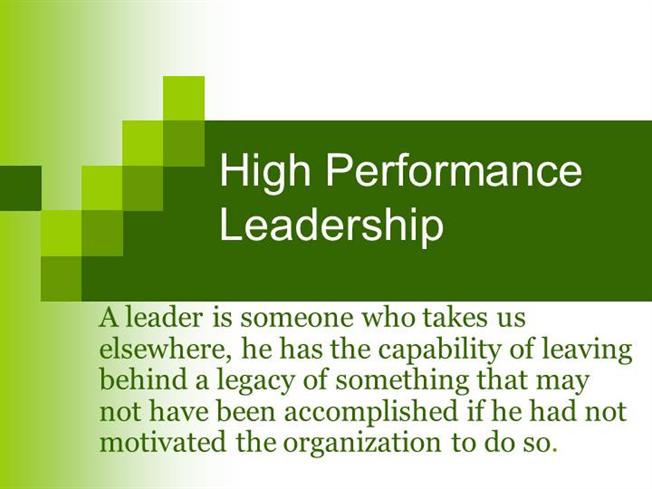 High Performance
Leadership
A leader is someone who takes us
elsewhere, he has the capability of leaving
behind a legacy of something that may
not have been accomplished if he had not
motivated the organization to do so.